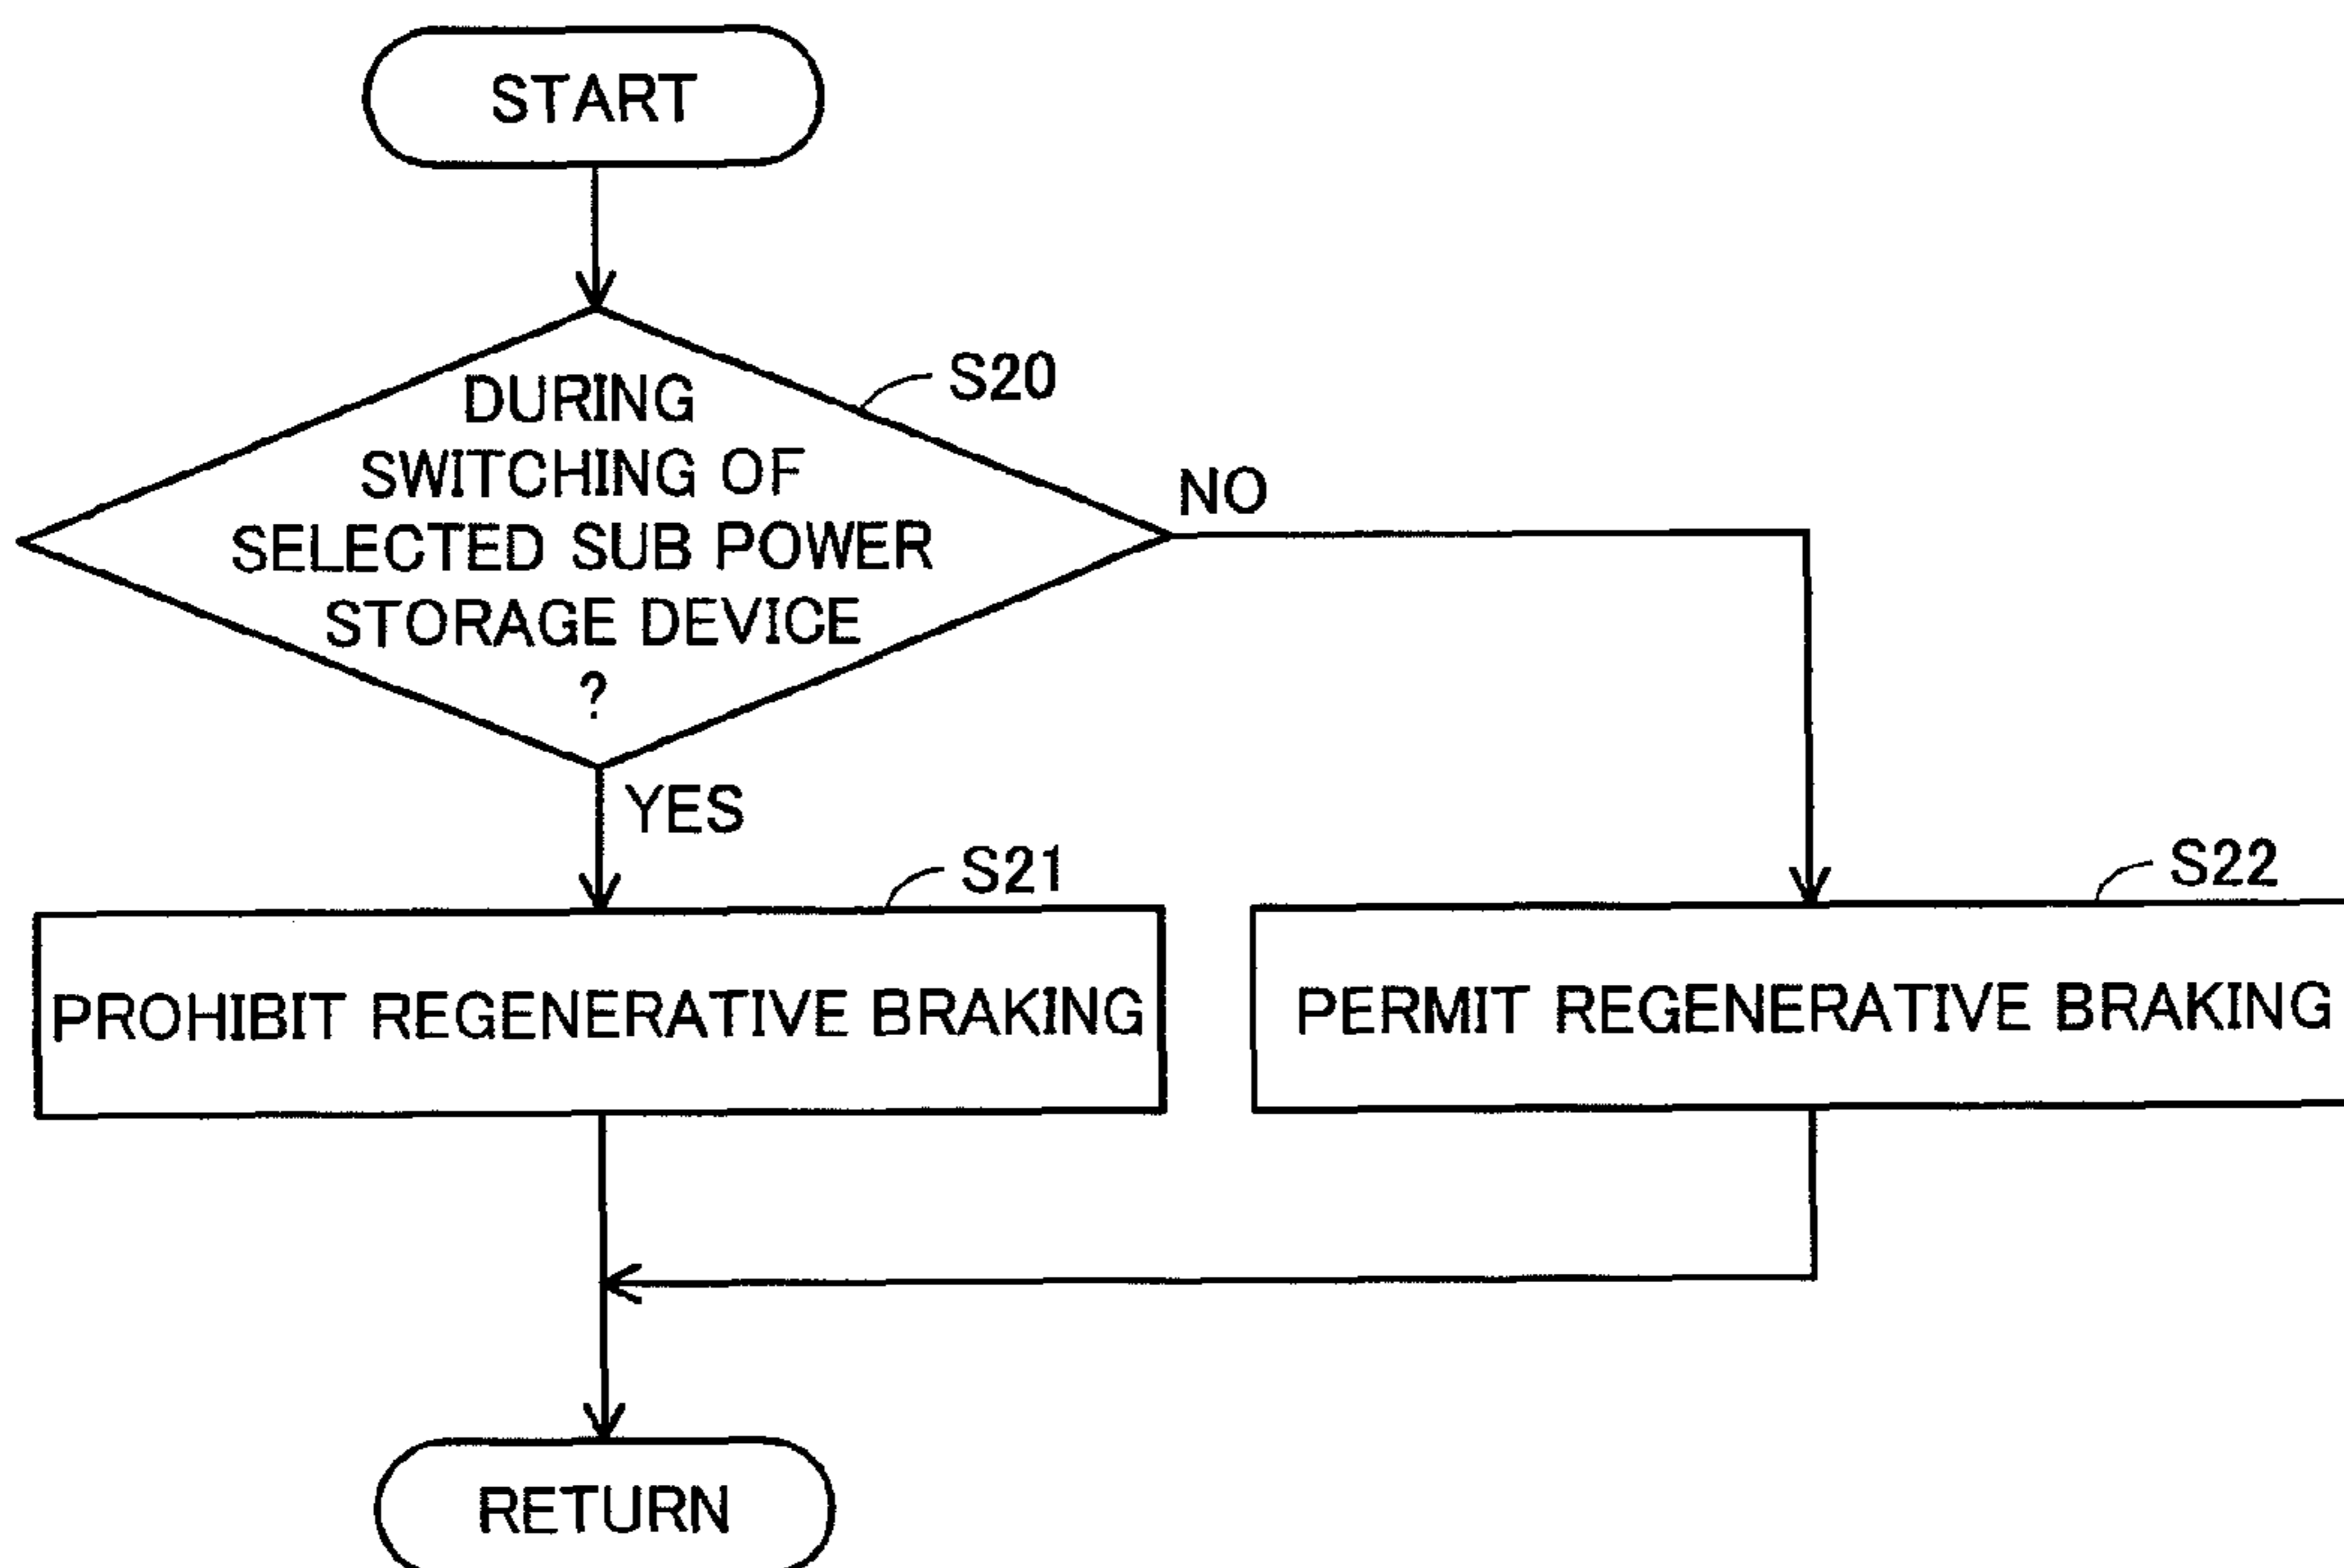 START
DURING
SWITCHING OF
SELECTED SUB POWER
STORAGE DEVICE
?
S20
NO
YES
S21
S22
PROHIBIT REGENERATIVE BRAKING
PERMIT REGENERATIVE BRAKING
RETURN